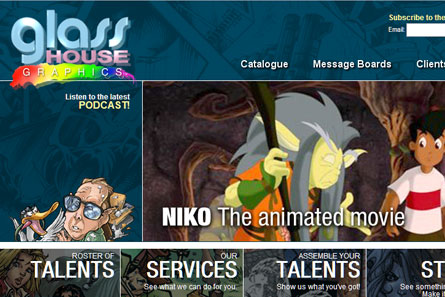 glass
HOUSE
GRAPHICS
Subscribe to the
Email:
Catalogue
Message Boards
Clients
Listen to the latest
PODCAST!
NIKO The animated movie
ROSTER OF
TALENTS
OUR
SERVICES
See what we can do for you.
ASSEMBLE YOUR
TALENTS
Show us what you've got!
ST
See something
Make it